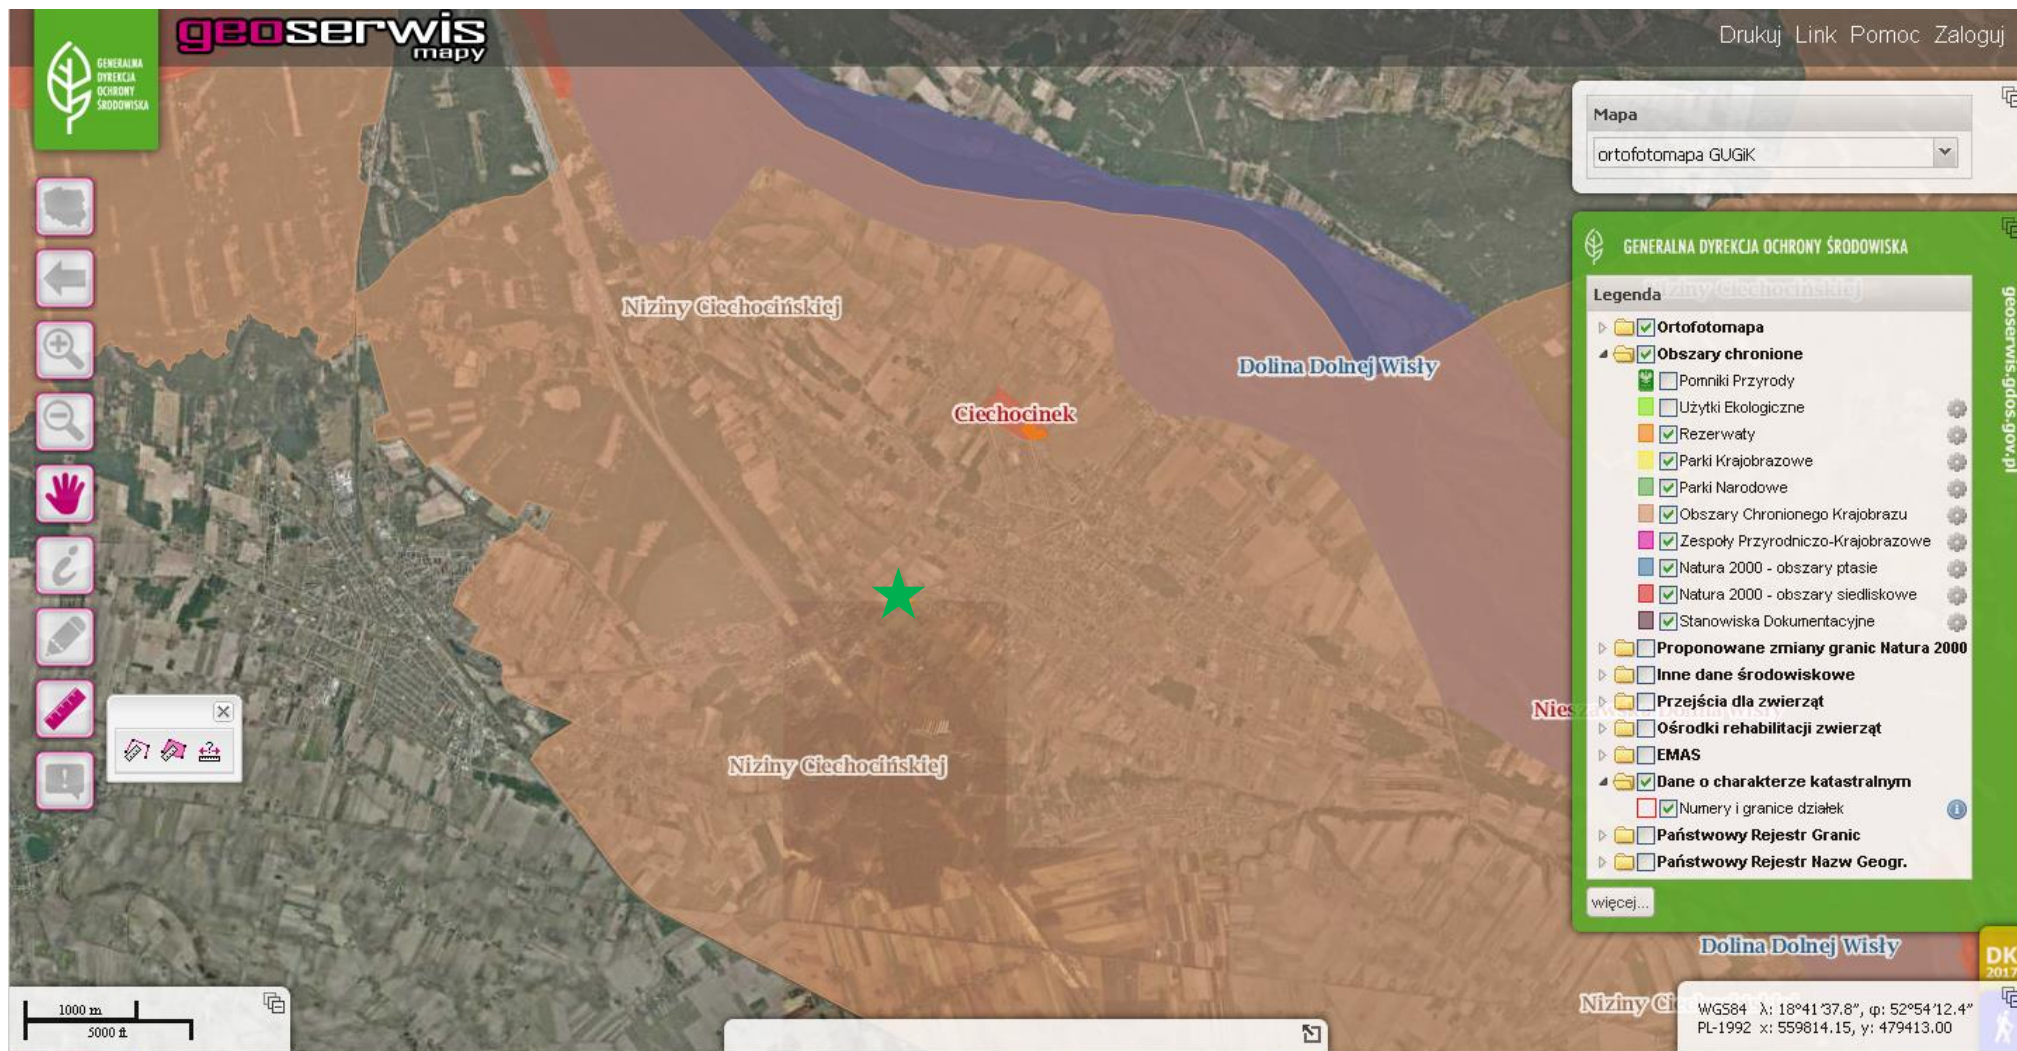 GENERALNA
DYREKCJA
OCHRONY
ŚRODOWISKA
geoserwis
mapy
Drukuj Link Pomoc Zaloguj
Mapa
ortofotomapa GUGiK
GENERALNA DYREKCJA OCHRONY ŚRODOWISKA
Niziny Ciechocińskiej
Legenda
Ortofotomapa
Obszary chronione
Pomniki Przyrody
Użytki Ekologiczne
Rezerwaty
Parki Krajobrazowe
Parki Narodowe
Obszary Chronionego Krajobrazu
Zespoły Przyrodniczo-Krajobrazowe
Natura 2000 - obszary ptasie
Natura 2000 - obszary siedliskowe
Stanowiska Dokumentacyjne
Proponowane zmiany granic Natura 2000
Inne dane środowiskowe
Przejścia dla zwierząt
Ośrodki rehabilitacji zwierząt
EMAS
Dane o charakterze katastralnym
Numery i granice działek
Państwowy Rejestr Granic
Państwowy Rejestr Nazw Geogr.
więcej...
geoserwis.gdos.gov.pl
Niziny Ciechocińskiej
Dolina Dolnej Wisły
Ciechocinek
Niziny Ciechocińskiej
Dolina Dolnej Wisły
DK
2017
1000 m
5000 ft
WGS84 λ: 18°41'37.8", φ: 52°54'12.4"
PL-1992 x: 559814.15, y: 479413.00